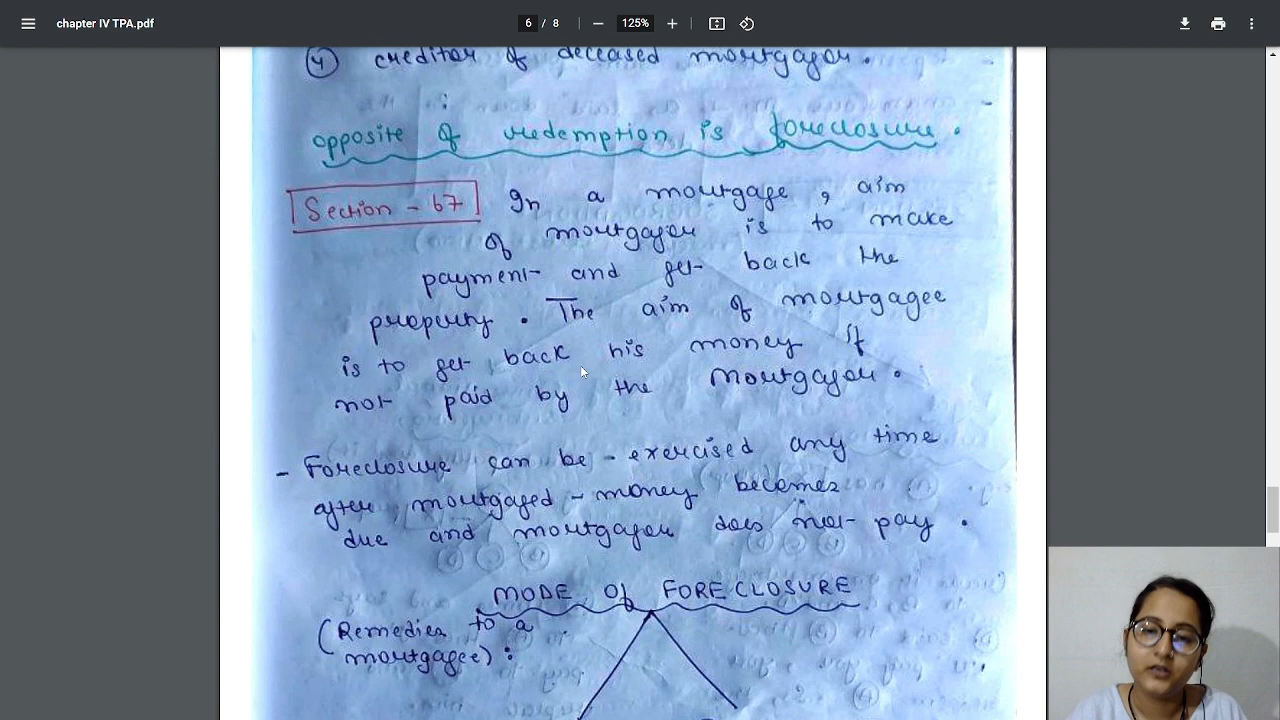 chapter IV TPA.pdf
6 / 8
125%
4 creditor of deceased mortgagor.
opposite of redemption is foreclosure.
Section - 67 In a mortgage, aim
of mortgagor is to make
payment and get back the
property. The aim of mortgagee
is to get back his money if
not paid by the mortgagor.
- Foreclosure can be - exercised any time
after mortgaged - money becomes
due and mortgagor does not pay.
MODE Of FORECLOSURE
(Remedies to a
mortgagee) :